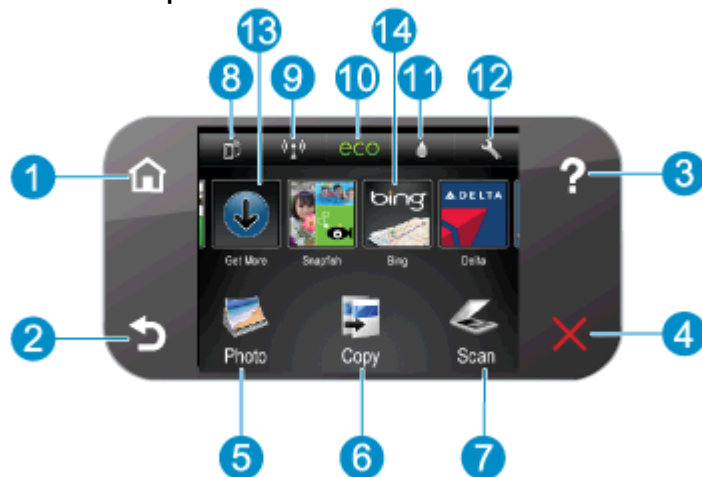 13 14
8 9 10 11 12
eco
1 ? 3
bing
DELTA
Get More Snapfish Bing Delta
2 4
Photo Copy Scan
5 6 7